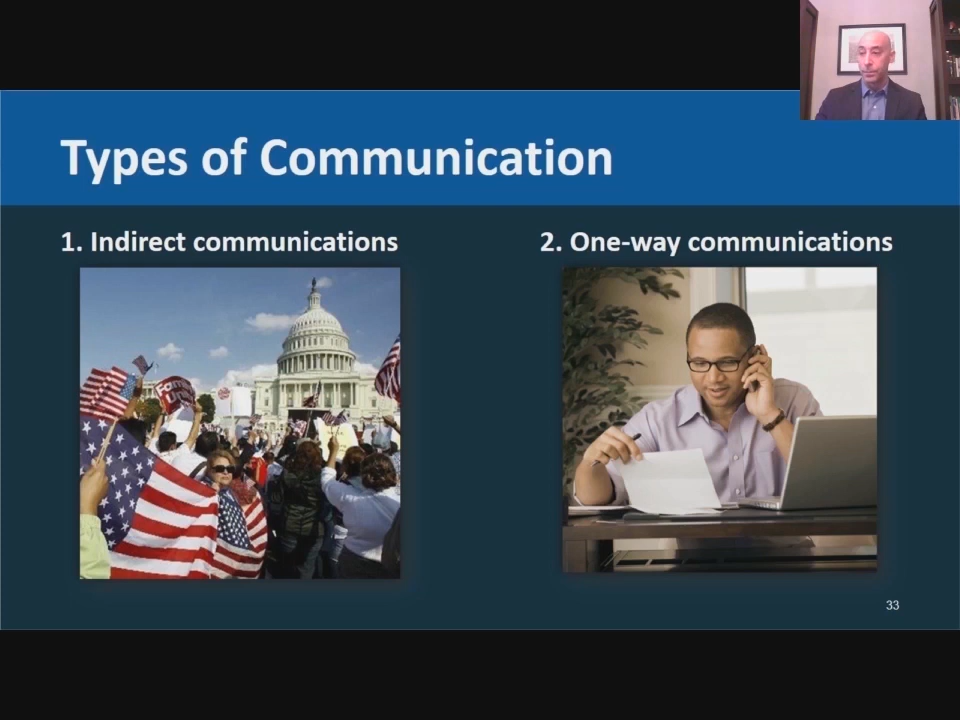 Types of Communication
1. Indirect communications
2. One-way communications
33